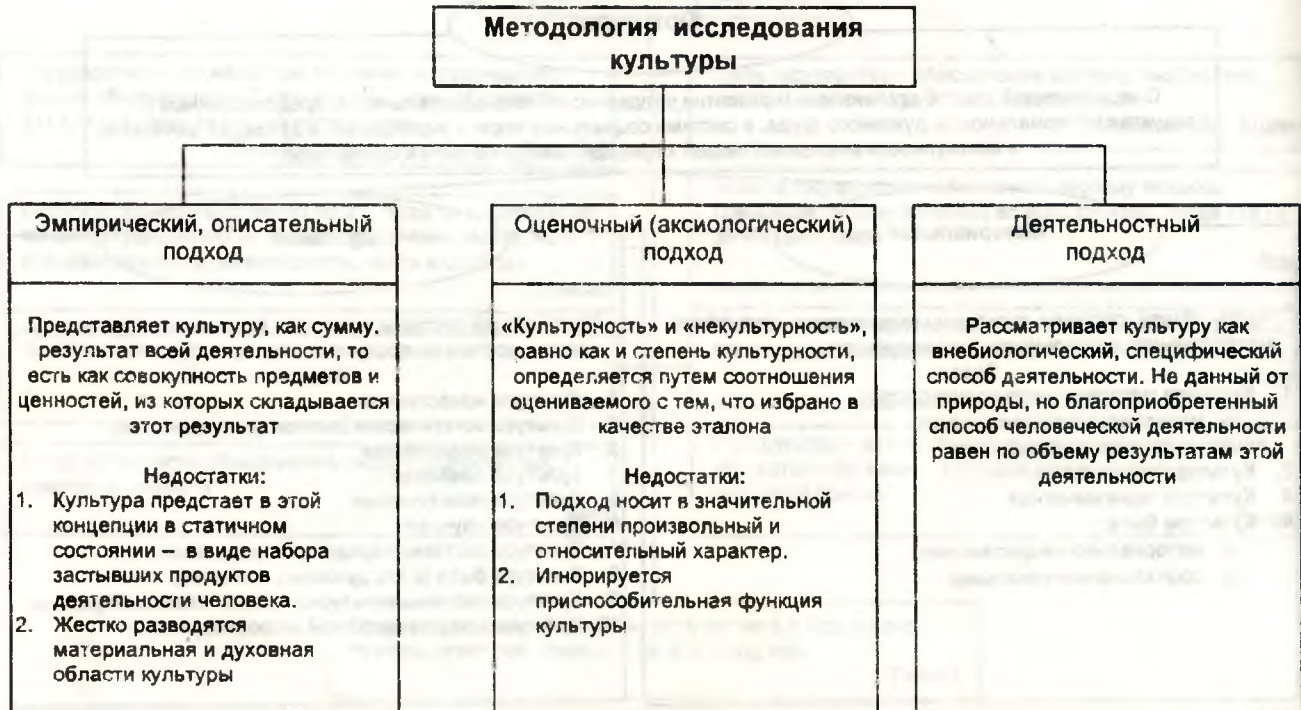 Методология исследования
культуры
Эмпирический, описательный
подход
Представляет культуру, как сумму.
результат всей деятельности, то
есть как совокупность предметов и
ценностей, из которых складывается
этот результат
Недостатки:
1. Культура предстает в этой
концепции в статичном
состоянии – в виде набора
застывших продуктов
деятельности человека.
2. Жестко разводятся
материальная и духовная
области культуры
Оценочный (аксиологический)
подход
«Культурность» и «некультурность»,
равно как и степень культурности,
определяется путем соотношения
оцениваемого с тем, что избрано в
качестве эталона
Недостатки:
1. Подход носит в значительной
степени произвольный и
относительный характер.
2. Игнорируется
приспособительная функция
культуры
Деятельностный
подход
Рассматривает культуру как
внебиологический, специфический
способ деятельности. Не данный от
природы, но благоприобретенный
способ человеческой деятельности
равен по объему результатам этой
деятельности